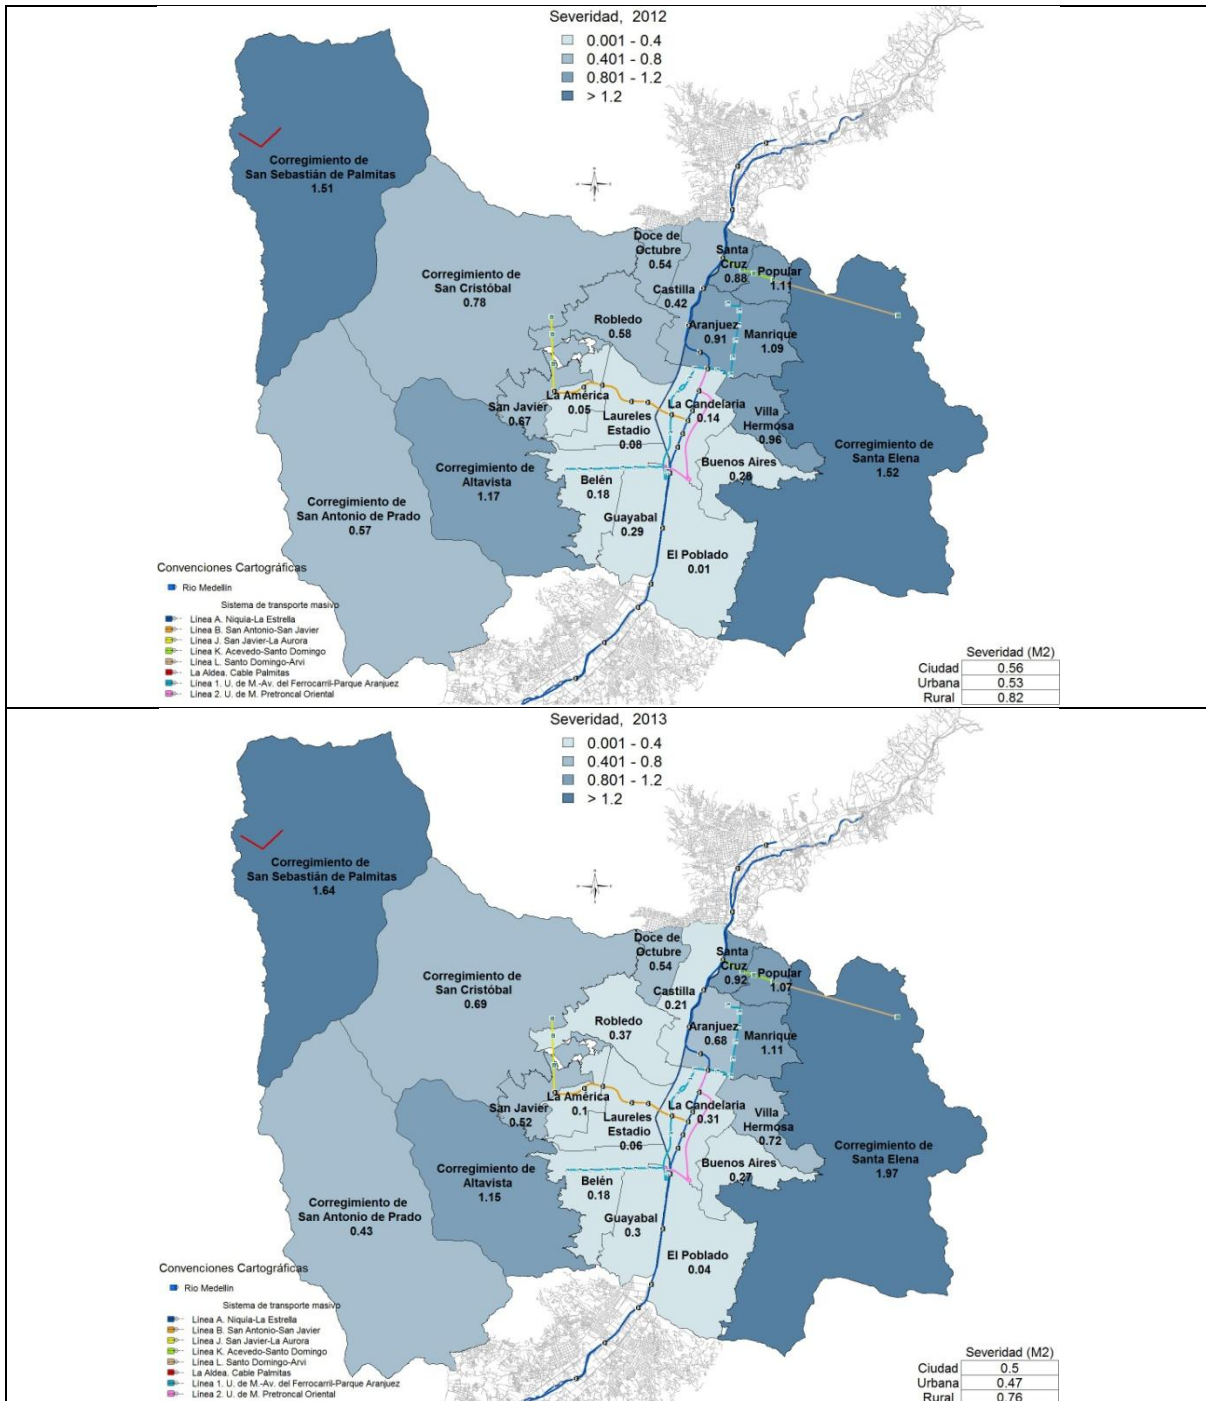 Severidad, 2012
0.001 - 0.4
0.401 - 0.8
0.801 - 1.2
> 1.2
Corregimiento de
San Sebastián de Palmitas
1.51
Corregimiento de
San Cristóbal
0.78
Doce de
Octubre
0.54
Santa
Cruz
0.88
Popular
1.11
Castilla
0.42
Robledo
0.58
Aranjuez
0.91
Manrique
1.09
La América
0.05
San Javier
0.67
Laureles
Estadio
0.08
La Candelaria
0.14
Villa
Hermosa
0.96
Corregimiento de
Santa Elena
1.52
Buenos Aires
0.28
Corregimiento de
Altavista
1.17
Belén
0.18
Corregimiento de
San Antonio de Prado
0.57
Guayabal
0.29
El Poblado
0.01
Convenciones Cartográficas
Rio Medellín
Sistema de transporte masivo
Línea A. Niquia-La Estrella
Línea B. San Antonio-San Javier
Línea J. San Javier-La Aurora
Línea K. Acevedo-Santo Domingo
Línea L. Santo Domingo-Arvi
La Aldea. Cable Palmitas
Línea 1. U. de M.-Av. del Ferrocarril-Parque Aranjuez
Línea 2. U. de M. Pretroncal Oriental
Severidad (M2)
Ciudad 0.56
Urbana 0.53
Rural 0.82
Severidad, 2013
0.001 - 0.4
0.401 - 0.8
0.801 - 1.2
> 1.2
Corregimiento de
San Sebastián de Palmitas
1.64
Corregimiento de
San Cristóbal
0.69
Doce de
Octubre
0.54
Santa
Cruz
0.92
Popular
1.07
Castilla
0.21
Robledo
0.37
Aranjuez
0.68
Manrique
1.11
La América
0.1
San Javier
0.52
Laureles
Estadio
0.06
La Candelaria
0.31
Villa
Hermosa
0.72
Corregimiento de
Santa Elena
1.97
Buenos Aires
0.27
Corregimiento de
Altavista
1.15
Belén
0.18
Corregimiento de
San Antonio de Prado
0.43
Guayabal
0.3
El Poblado
0.04
Convenciones Cartográficas
Rio Medellín
Sistema de transporte masivo
Línea A. Niquia-La Estrella
Línea B. San Antonio-San Javier
Línea J. San Javier-La Aurora
Línea K. Acevedo-Santo Domingo
Línea L. Santo Domingo-Arvi
La Aldea. Cable Palmitas
Línea 1. U. de M.-Av. del Ferrocarril-Parque Aranjuez
Línea 2. U. de M. Pretroncal Oriental
Severidad (M2)
Ciudad 0.5
Urbana 0.47
Rural 0.76